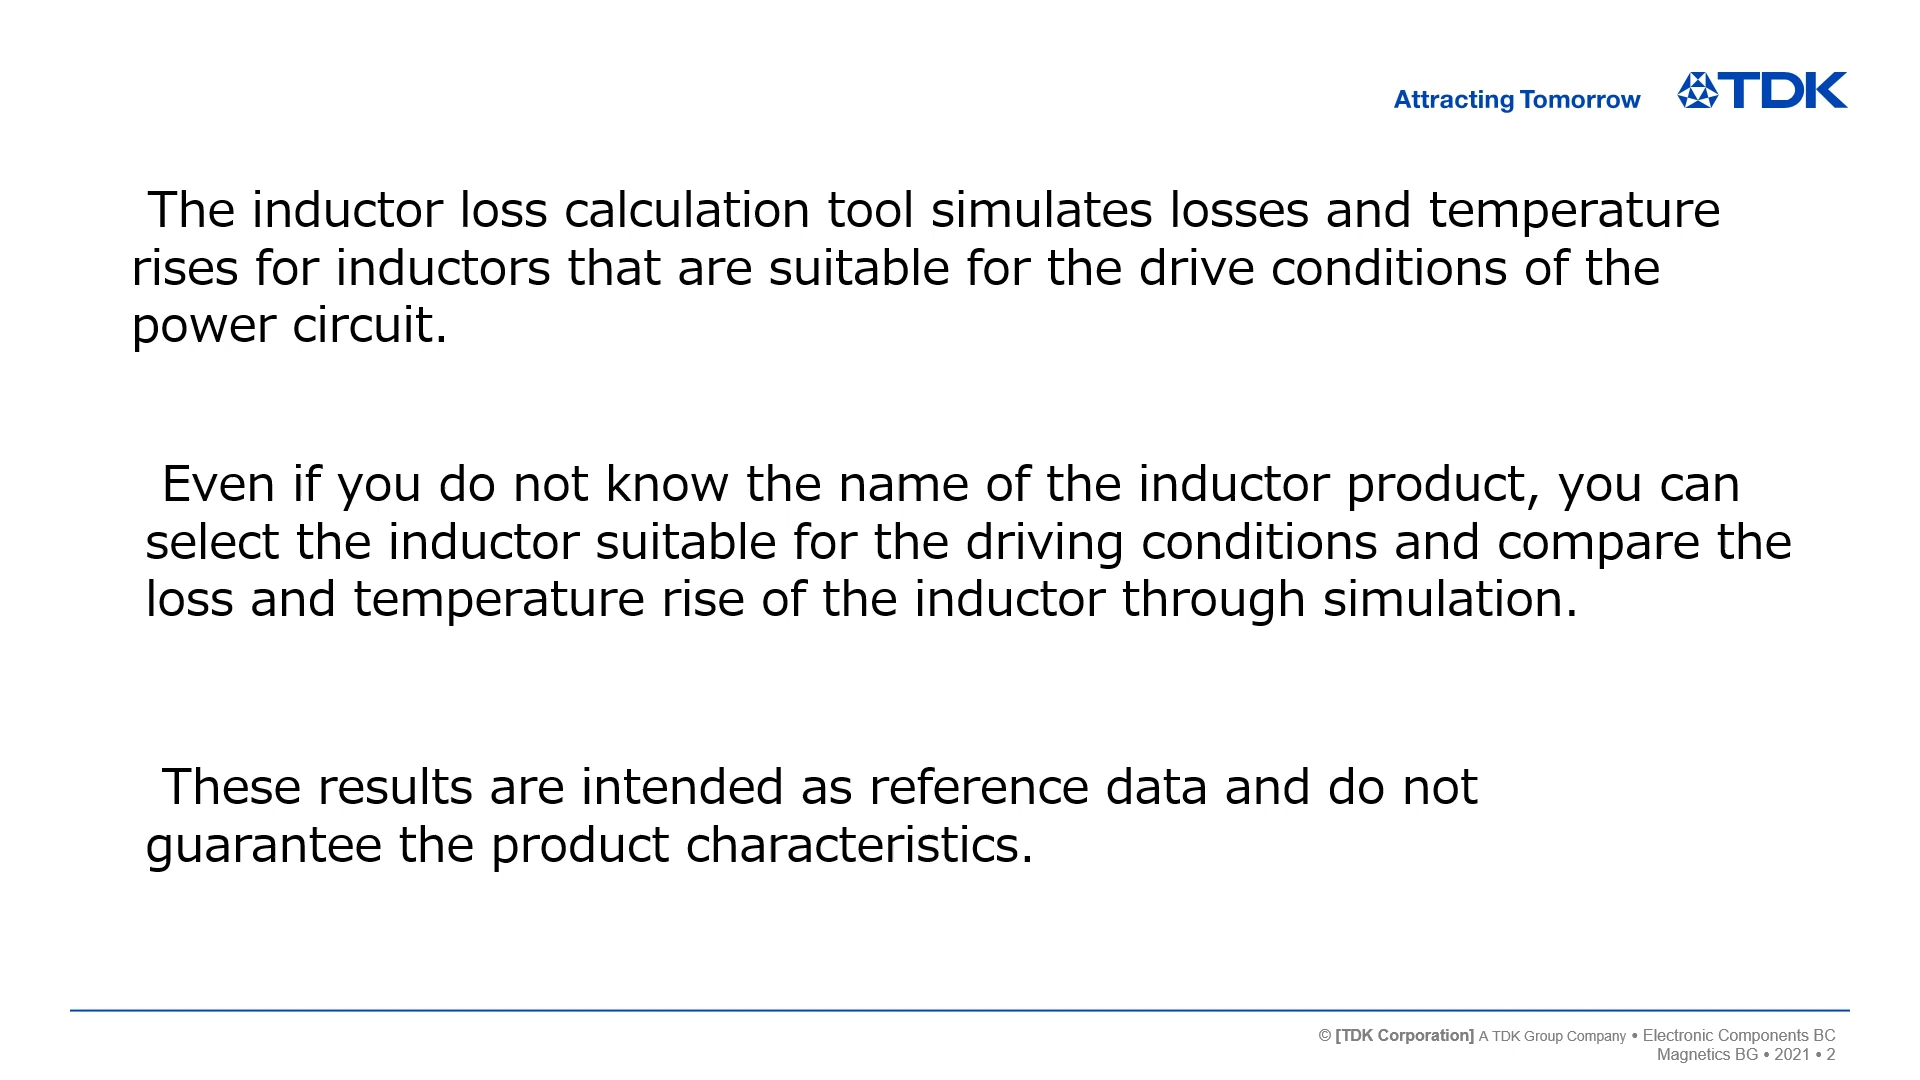 Attracting Tomorrow TDK
The inductor loss calculation tool simulates losses and temperature
rises for inductors that are suitable for the drive conditions of the
power circuit.
Even if you do not know the name of the inductor product, you can
select the inductor suitable for the driving conditions and compare the
loss and temperature rise of the inductor through simulation.
These results are intended as reference data and do not
guarantee the product characteristics.
© [TDK Corporation] A TDK Group Company • Electronic Components BC
Magnetics BG • 2021 • 2